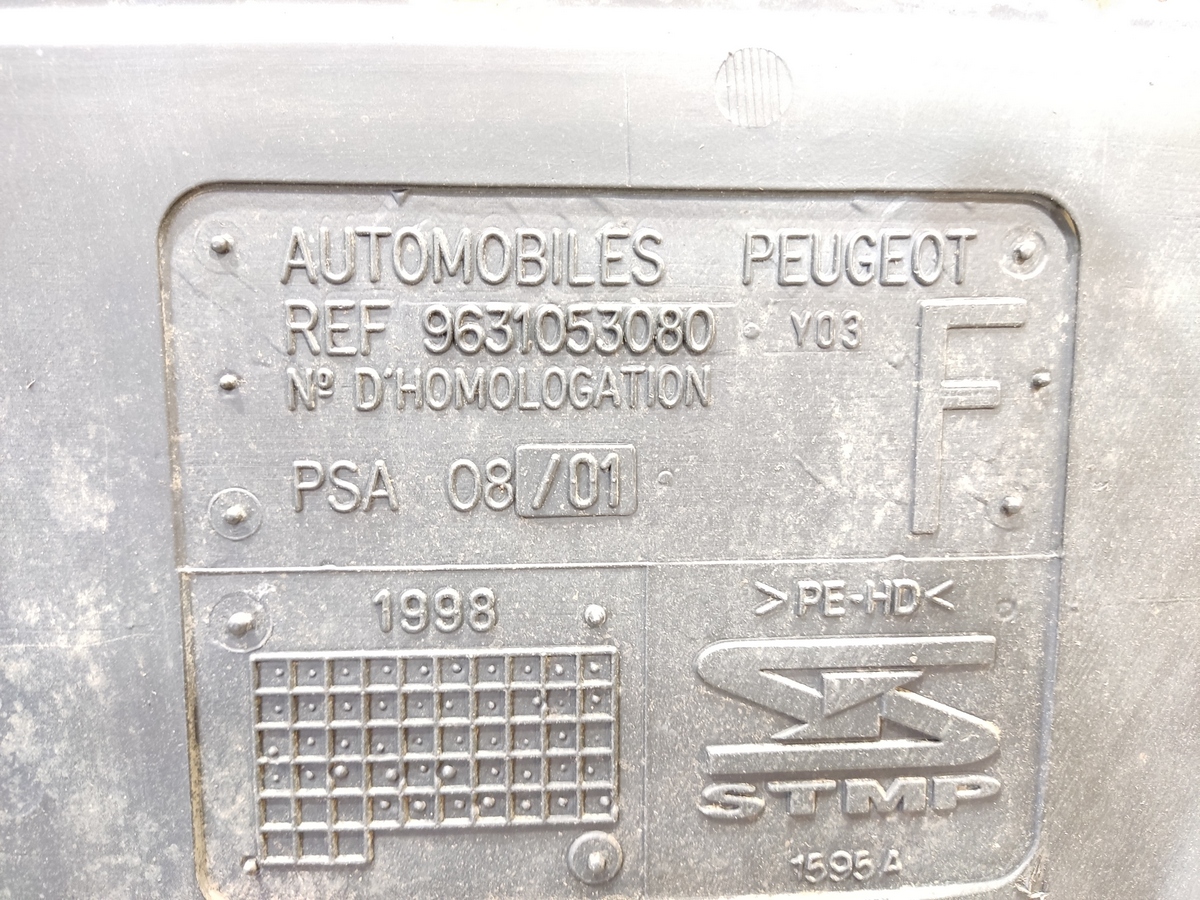 AUTOMOBILES PEUGEOT
REF 9631053080 Y03
F
Nº D'HOMOLOGATION
PSA 08/01
1998
>PE-HD<
STMP
1595A